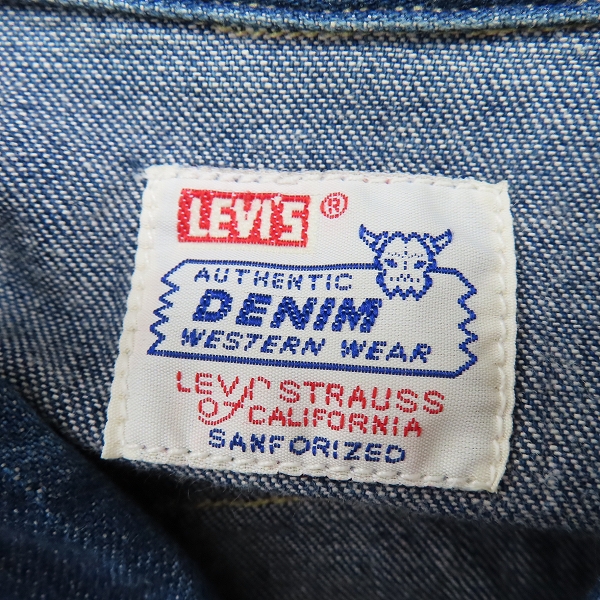 LEVI'S ®
AUTHENTIC
DENIM
WESTERN WEAR
LEVI STRAUSS
OF CALIFORNIA
SANFORIZED